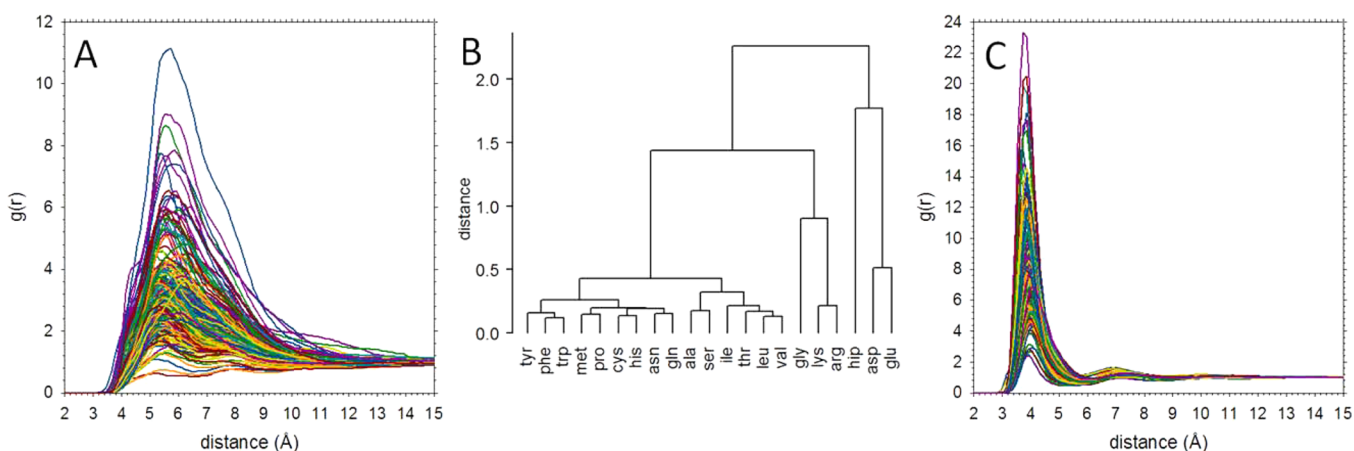 A
12
10
8
6
4
2
0
g(r)
2 3 4 5 6 7 8 9 10 11 12 13 14 15
distance (Å)
B
distance
2.0
1.5
1.0
0.5
0.0
tyr phe trp met pro cys his asn gln ala ser ile thr leu val gly lys arg hip asp glu
C
24
22
20
18
16
14
12
10
8
6
4
2
0
g(r)
2 3 4 5 6 7 8 9 10 11 12 13 14 15
distance (Å)